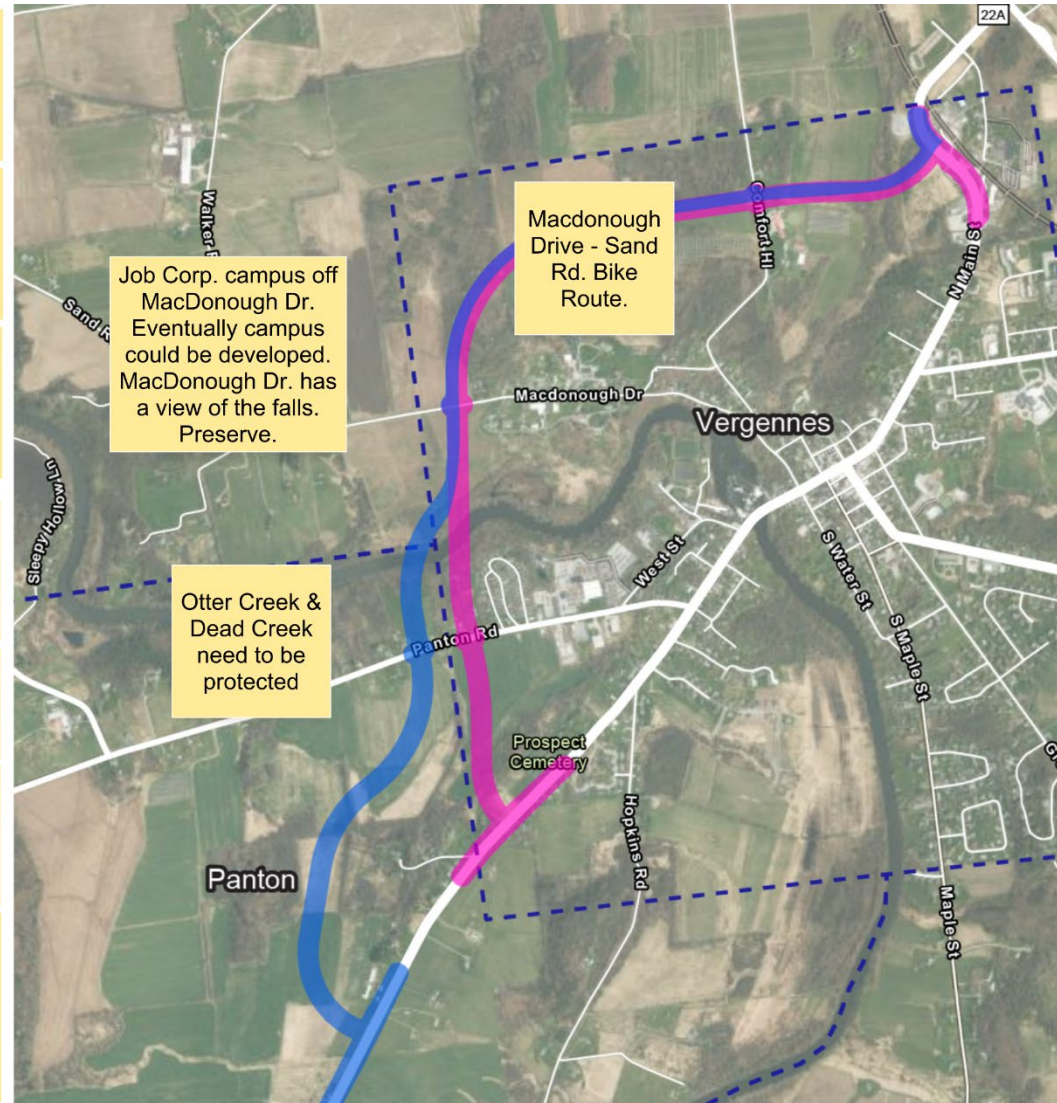 22A
Walker
Comfort Hl
Macdonough
Drive - Sand
Rd. Bike
Route.
N Main St
Job Corp. campus off
MacDonough Dr.
Eventually campus
could be developed.
MacDonough Dr. has
a view of the falls.
Preserve.
Sand
Macdonough Dr
Vergennes
Sleepy Hollow Ln
West St
S Water St
S Maple St
Otter Creek &
Dead Creek
need to be
protected
Panton Rd
Prospect
Cemetery
Hopkins Rd
Panton
Maple St